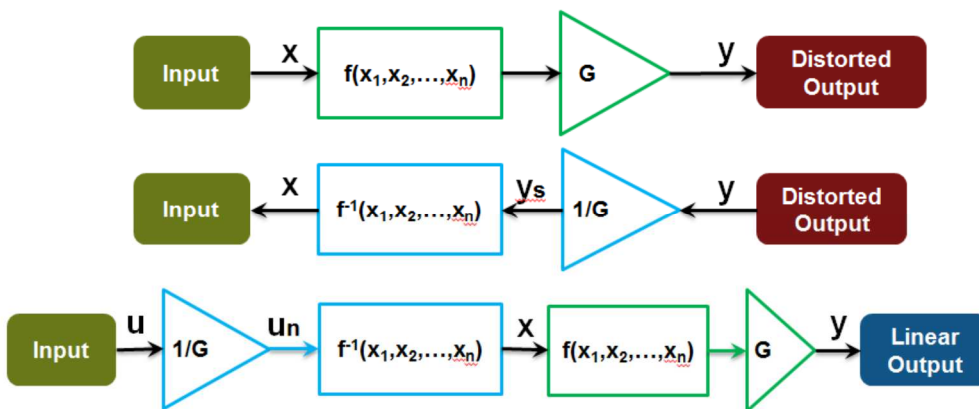 Input x f(x₁,x₂,...,xₙ) G y Distorted Output
Input x f⁻¹(x₁,x₂,...,xₙ) ys 1/G y Distorted Output
Input u 1/G un f⁻¹(x₁,x₂,...,xₙ) x f(x₁,x₂,...,xₙ) G y Linear Output